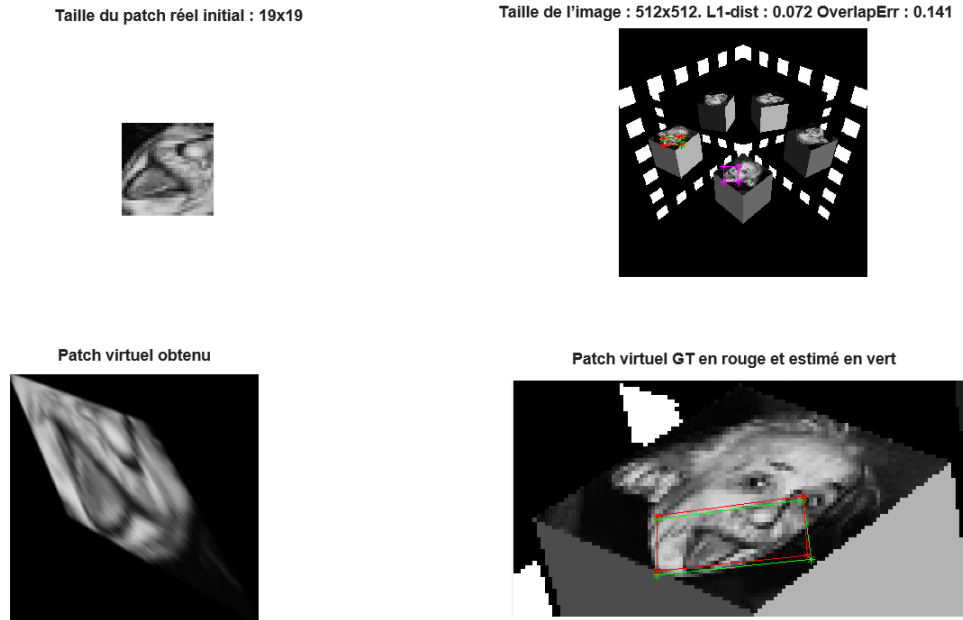 Taille du patch réel initial : 19x19
Taille de l'image : 512x512. L1-dist : 0.072 OverlapErr : 0.141
Patch virtuel obtenu
Patch virtuel GT en rouge et estimé en vert